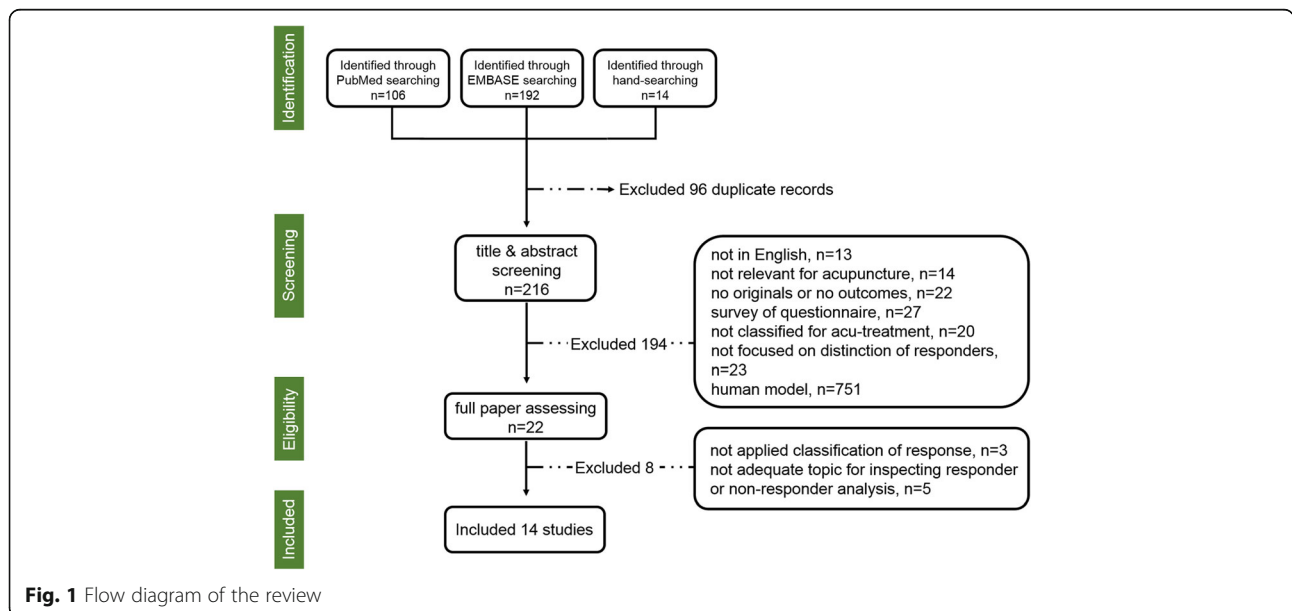 Identification
Identified through
PubMed searching
n=106
Identified through
EMBASE searching
n=192
Identified through
hand-searching
n=14
Excluded 96 duplicate records
Screening
title & abstract
screening
n=216
not in English, n=13
not relevant for acupuncture, n=14
no originals or no outcomes, n=22
survey of questionnaire, n=27
not classified for acu-treatment, n=20
not focused on distinction of responders,
n=23
human model, n=751
Excluded 194
Eligibility
full paper assessing
n=22
not applied classification of response, n=3
not adequate topic for inspecting responder
or non-responder analysis, n=5
Excluded 8
Included
Included 14 studies
Fig. 1 Flow diagram of the review